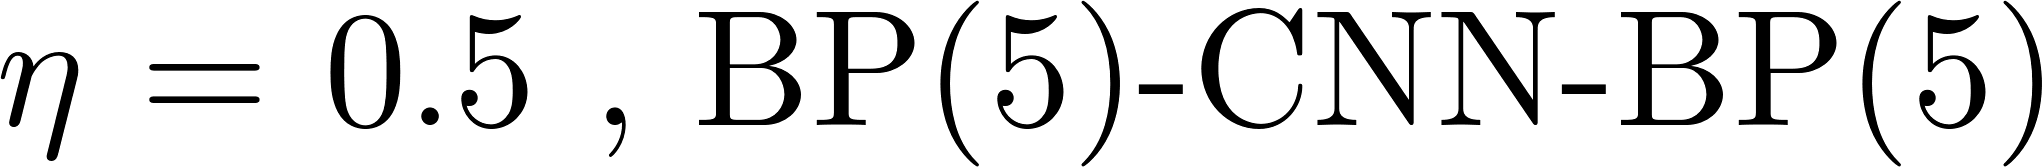 η = 0.5 , BP(5)-CNN-BP(5)